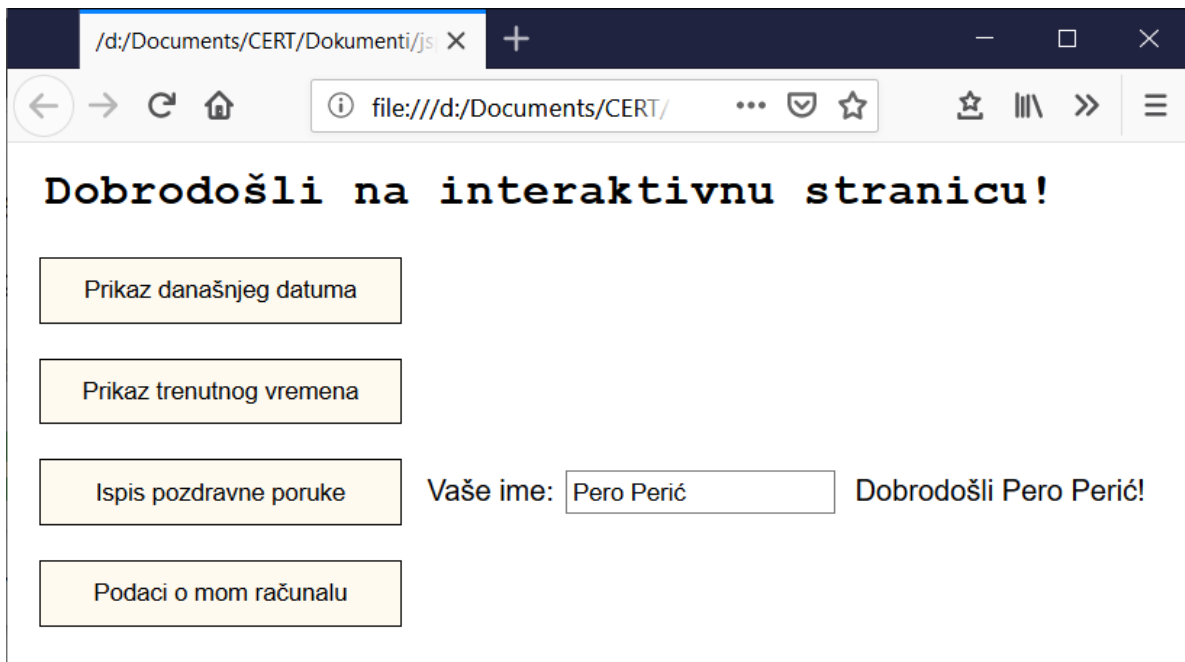 /d:/Documents/CERT/Dokumenti/js
file:///d:/Documents/CERT/
Dobrodošli na interaktivnu stranicu!
Prikaz današnjeg datuma
Prikaz trenutnog vremena
Ispis pozdravne poruke Vaše ime: Pero Perić Dobrodošli Pero Perić!
Podaci o mom računalu